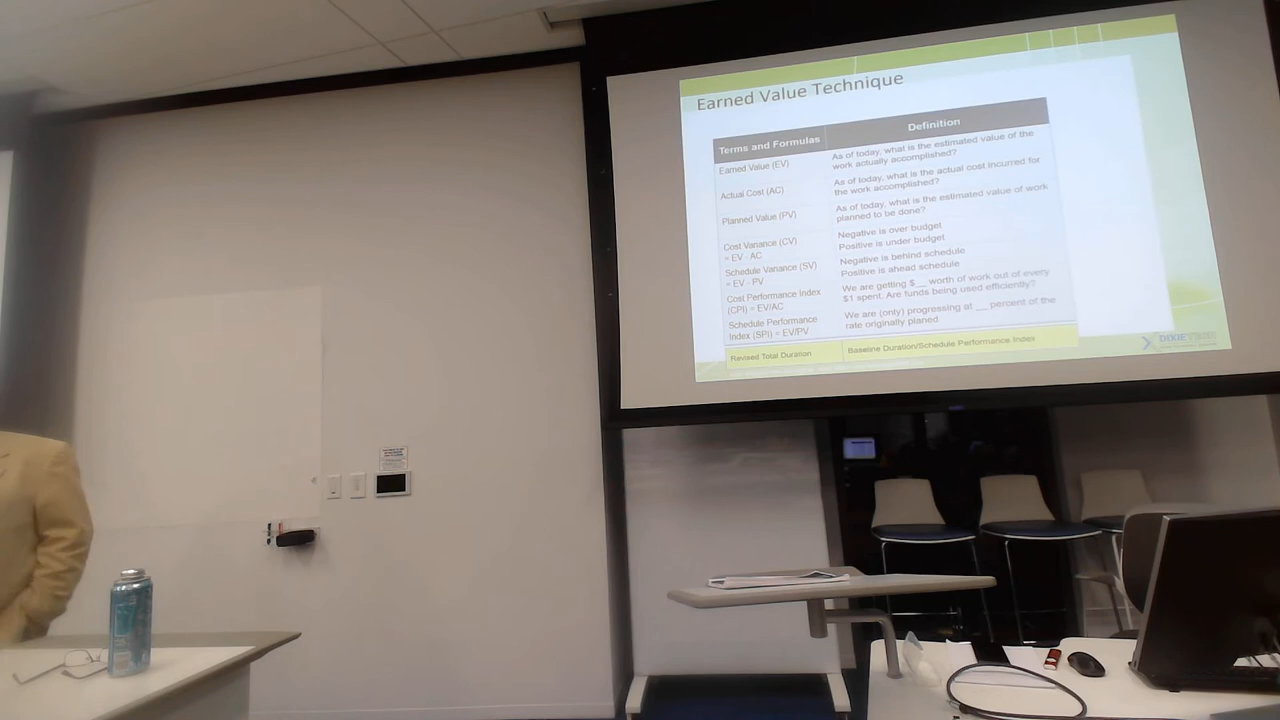 Earned Value Technique
Terms and Formulas
Definition
Earned Value (EV)
As of today, what is the estimated value of the
work actually accomplished?
Actual Cost (AC)
As of today, what is the actual cost incurred for
the work accomplished?
Planned Value (PV)
As of today, what is the estimated value of work
planned to be done?
Cost Variance (CV)
= EV - AC
Negative is over budget
Positive is under budget
Schedule Variance (SV)
= EV - PV
Negative is behind schedule
Positive is ahead schedule
Cost Performance Index
(CPI) = EV/AC
We are getting $__ worth of work out of every
$1 spent. Are funds being used efficiently?
Schedule Performance
Index (SPI) = EV/PV
We are (only) progressing at __ percent of the
rate originally planed
Revised Total Duration
Baseline Duration/Schedule Performance Index
DIXIE